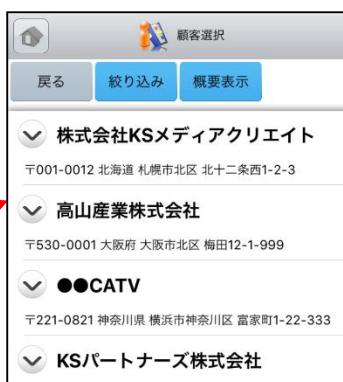 顧客選択
戻る 絞り込み 概要表示
株式会社KSメディアクリエイト
〒001-0012 北海道 札幌市北区 北十二条西1-2-3
高山産業株式会社
〒530-0001 大阪府 大阪市北区 梅田12-1-999
●●CATV
〒221-0821 神奈川県 横浜市神奈川区 富家町1-22-333
KSパートナーズ株式会社